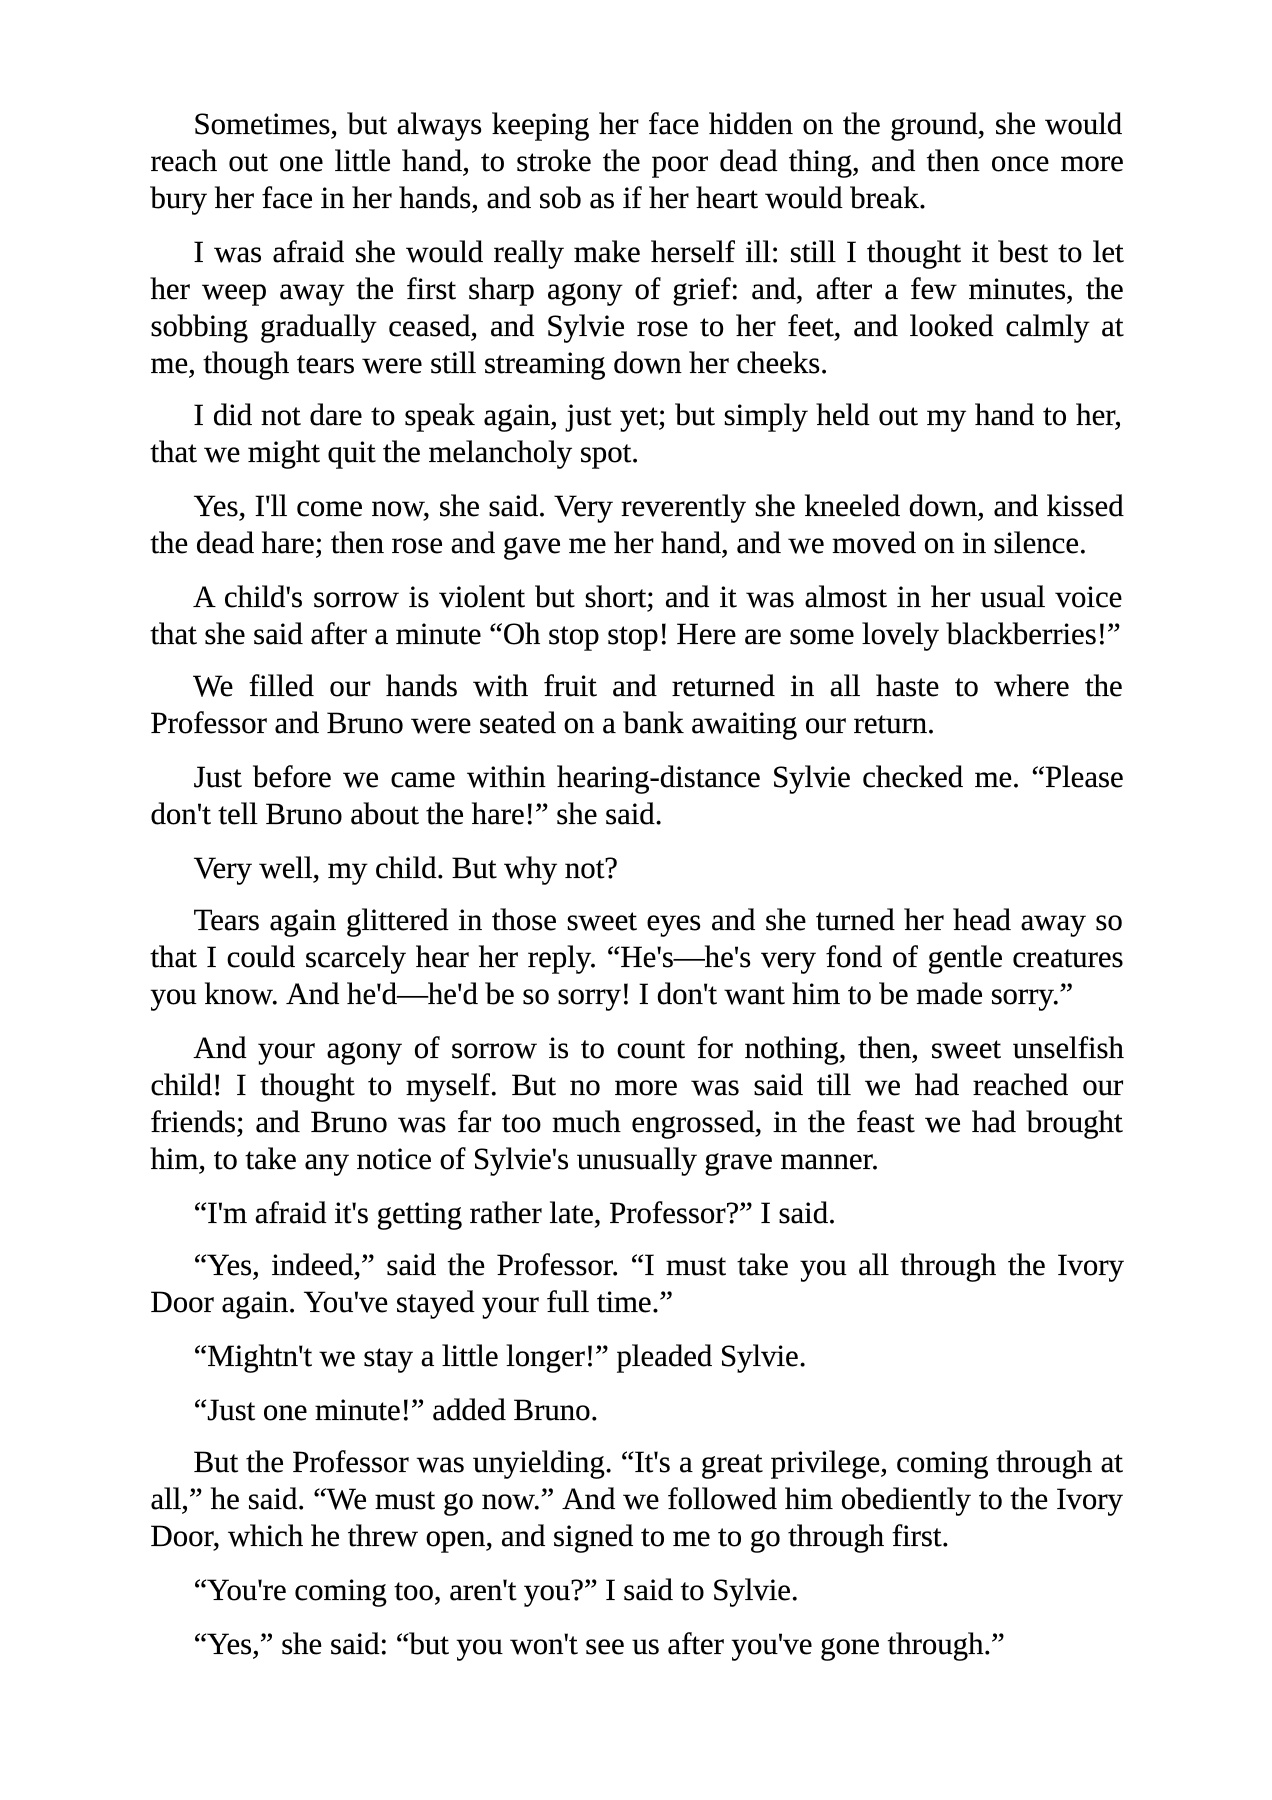 Sometimes, but always keeping her face hidden on the ground, she would
reach out one little hand, to stroke the poor dead thing, and then once more
bury her face in her hands, and sob as if her heart would break.
I was afraid she would really make herself ill: still I thought it best to let
her weep away the first sharp agony of grief: and, after a few minutes, the
sobbing gradually ceased, and Sylvie rose to her feet, and looked calmly at
me, though tears were still streaming down her cheeks.
I did not dare to speak again, just yet; but simply held out my hand to her,
that we might quit the melancholy spot.
Yes, I'll come now, she said. Very reverently she kneeled down, and kissed
the dead hare; then rose and gave me her hand, and we moved on in silence.
A child's sorrow is violent but short; and it was almost in her usual voice
that she said after a minute “Oh stop stop! Here are some lovely blackberries!”
We filled our hands with fruit and returned in all haste to where the
Professor and Bruno were seated on a bank awaiting our return.
Just before we came within hearing-distance Sylvie checked me. “Please
don't tell Bruno about the hare!” she said.
Very well, my child. But why not?
Tears again glittered in those sweet eyes and she turned her head away so
that I could scarcely hear her reply. “He's—he's very fond of gentle creatures
you know. And he'd—he'd be so sorry! I don't want him to be made sorry.”
And your agony of sorrow is to count for nothing, then, sweet unselfish
child! I thought to myself. But no more was said till we had reached our
friends; and Bruno was far too much engrossed, in the feast we had brought
him, to take any notice of Sylvie's unusually grave manner.
“I'm afraid it's getting rather late, Professor?” I said.
“Yes, indeed,” said the Professor. “I must take you all through the Ivory
Door again. You've stayed your full time.”
“Mightn't we stay a little longer!” pleaded Sylvie.
“Just one minute!” added Bruno.
But the Professor was unyielding. “It's a great privilege, coming through at
all,” he said. “We must go now.” And we followed him obediently to the Ivory
Door, which he threw open, and signed to me to go through first.
“You're coming too, aren't you?” I said to Sylvie.
“Yes,” she said: “but you won't see us after you've gone through.”